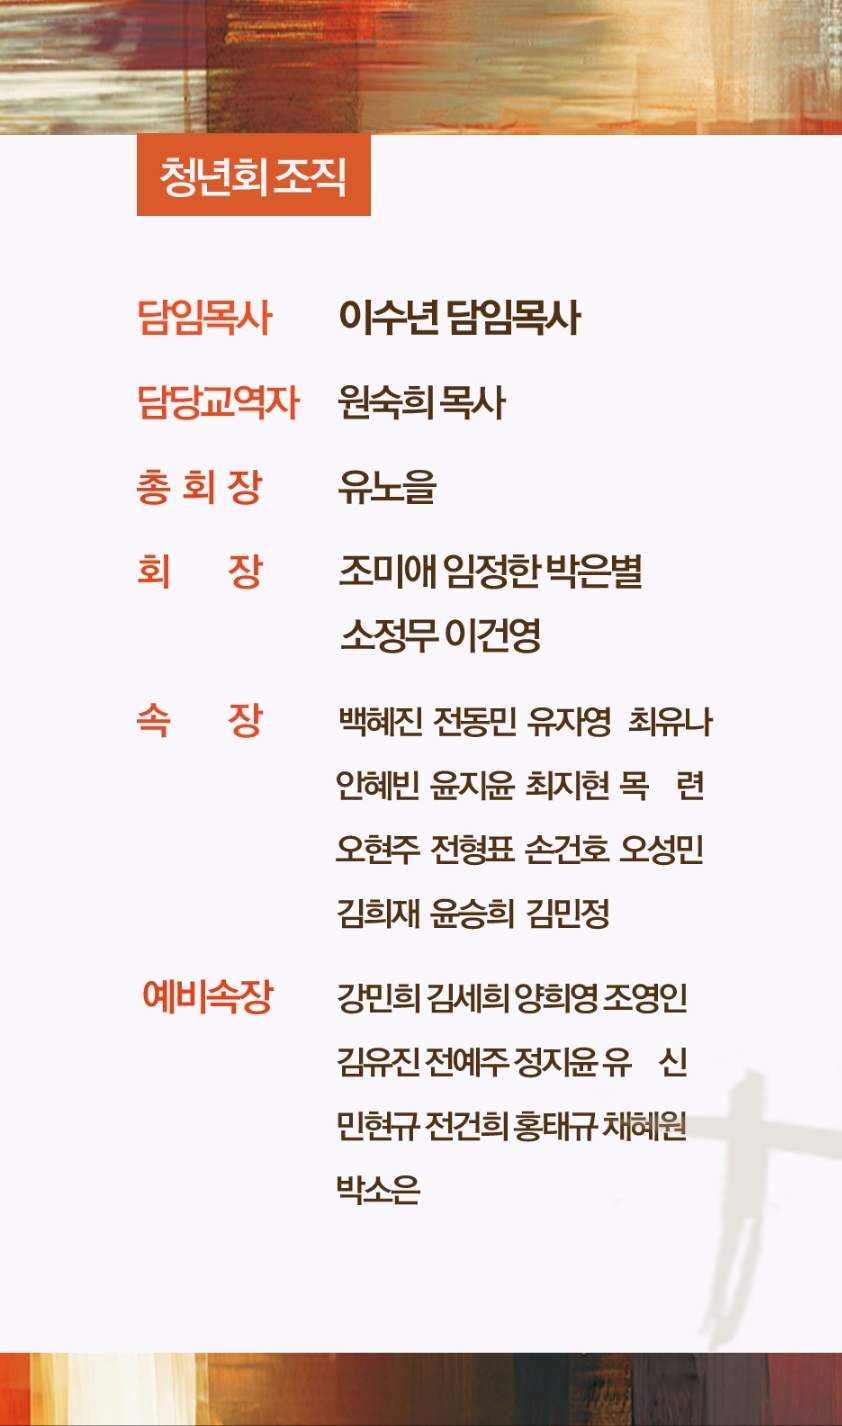 청년회 조직
담임목사 이수년 담임목사
담당교역자 원숙희 목사
총 회 장 유노을
회 장 조미애 임정한 박은별
소정무 이건영
속 장 백혜진 전동민 유자영 최유나
안혜빈 윤지윤 최지현 목 련
오현주 전형표 손건호 오성민
김희재 윤승희 김민정
예비속장 강민희 김세희 양희영 조영인
김유진 전예주 정지윤 유 신
민현규 전건희 홍태규 채혜원
박소은